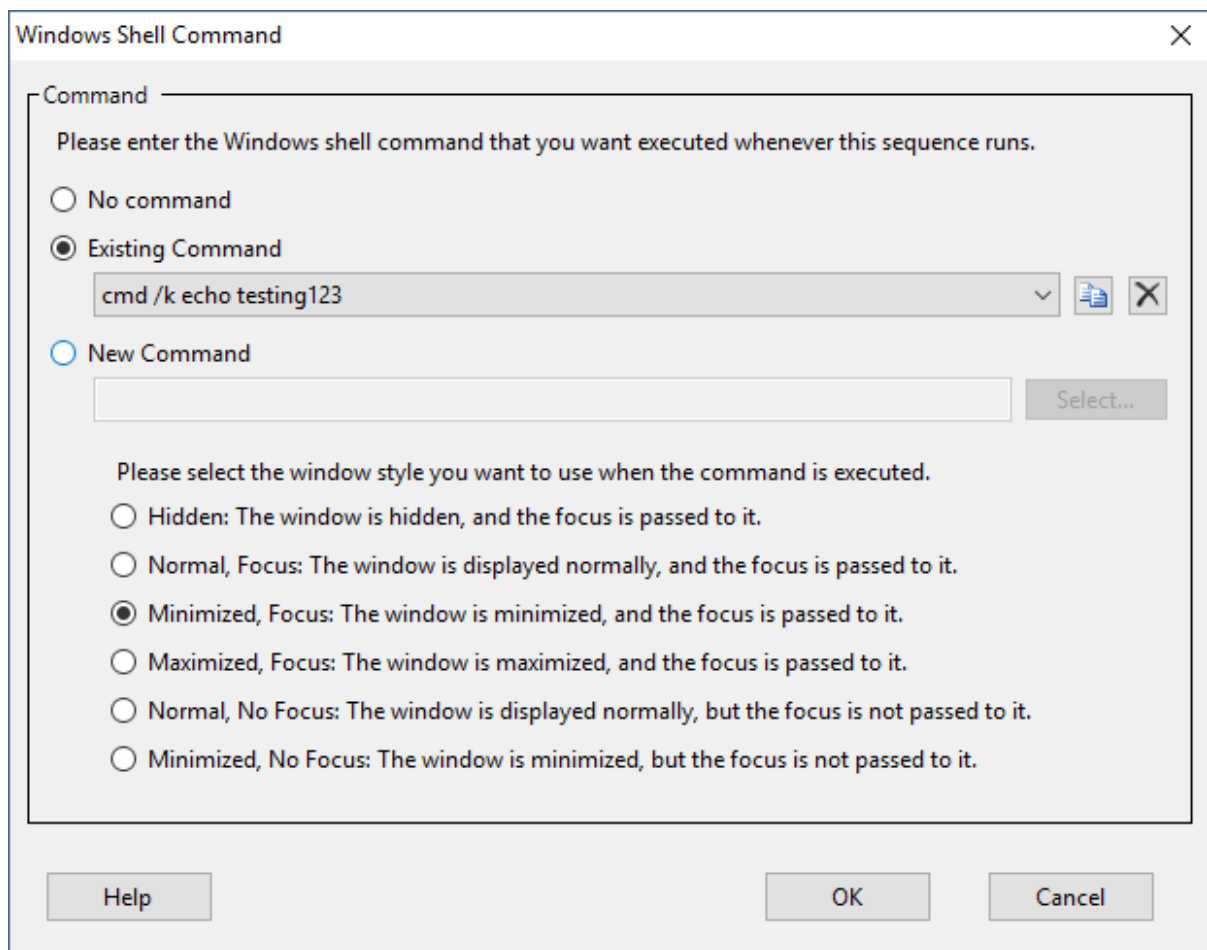 Windows Shell Command
Command
Please enter the Windows shell command that you want executed whenever this sequence runs.
No command
Existing Command
cmd /k echo testing123
New Command
Select...
Please select the window style you want to use when the command is executed.
Hidden: The window is hidden, and the focus is passed to it.
Normal, Focus: The window is displayed normally, and the focus is passed to it.
Minimized, Focus: The window is minimized, and the focus is passed to it.
Maximized, Focus: The window is maximized, and the focus is passed to it.
Normal, No Focus: The window is displayed normally, but the focus is not passed to it.
Minimized, No Focus: The window is minimized, but the focus is not passed to it.
Help
OK
Cancel